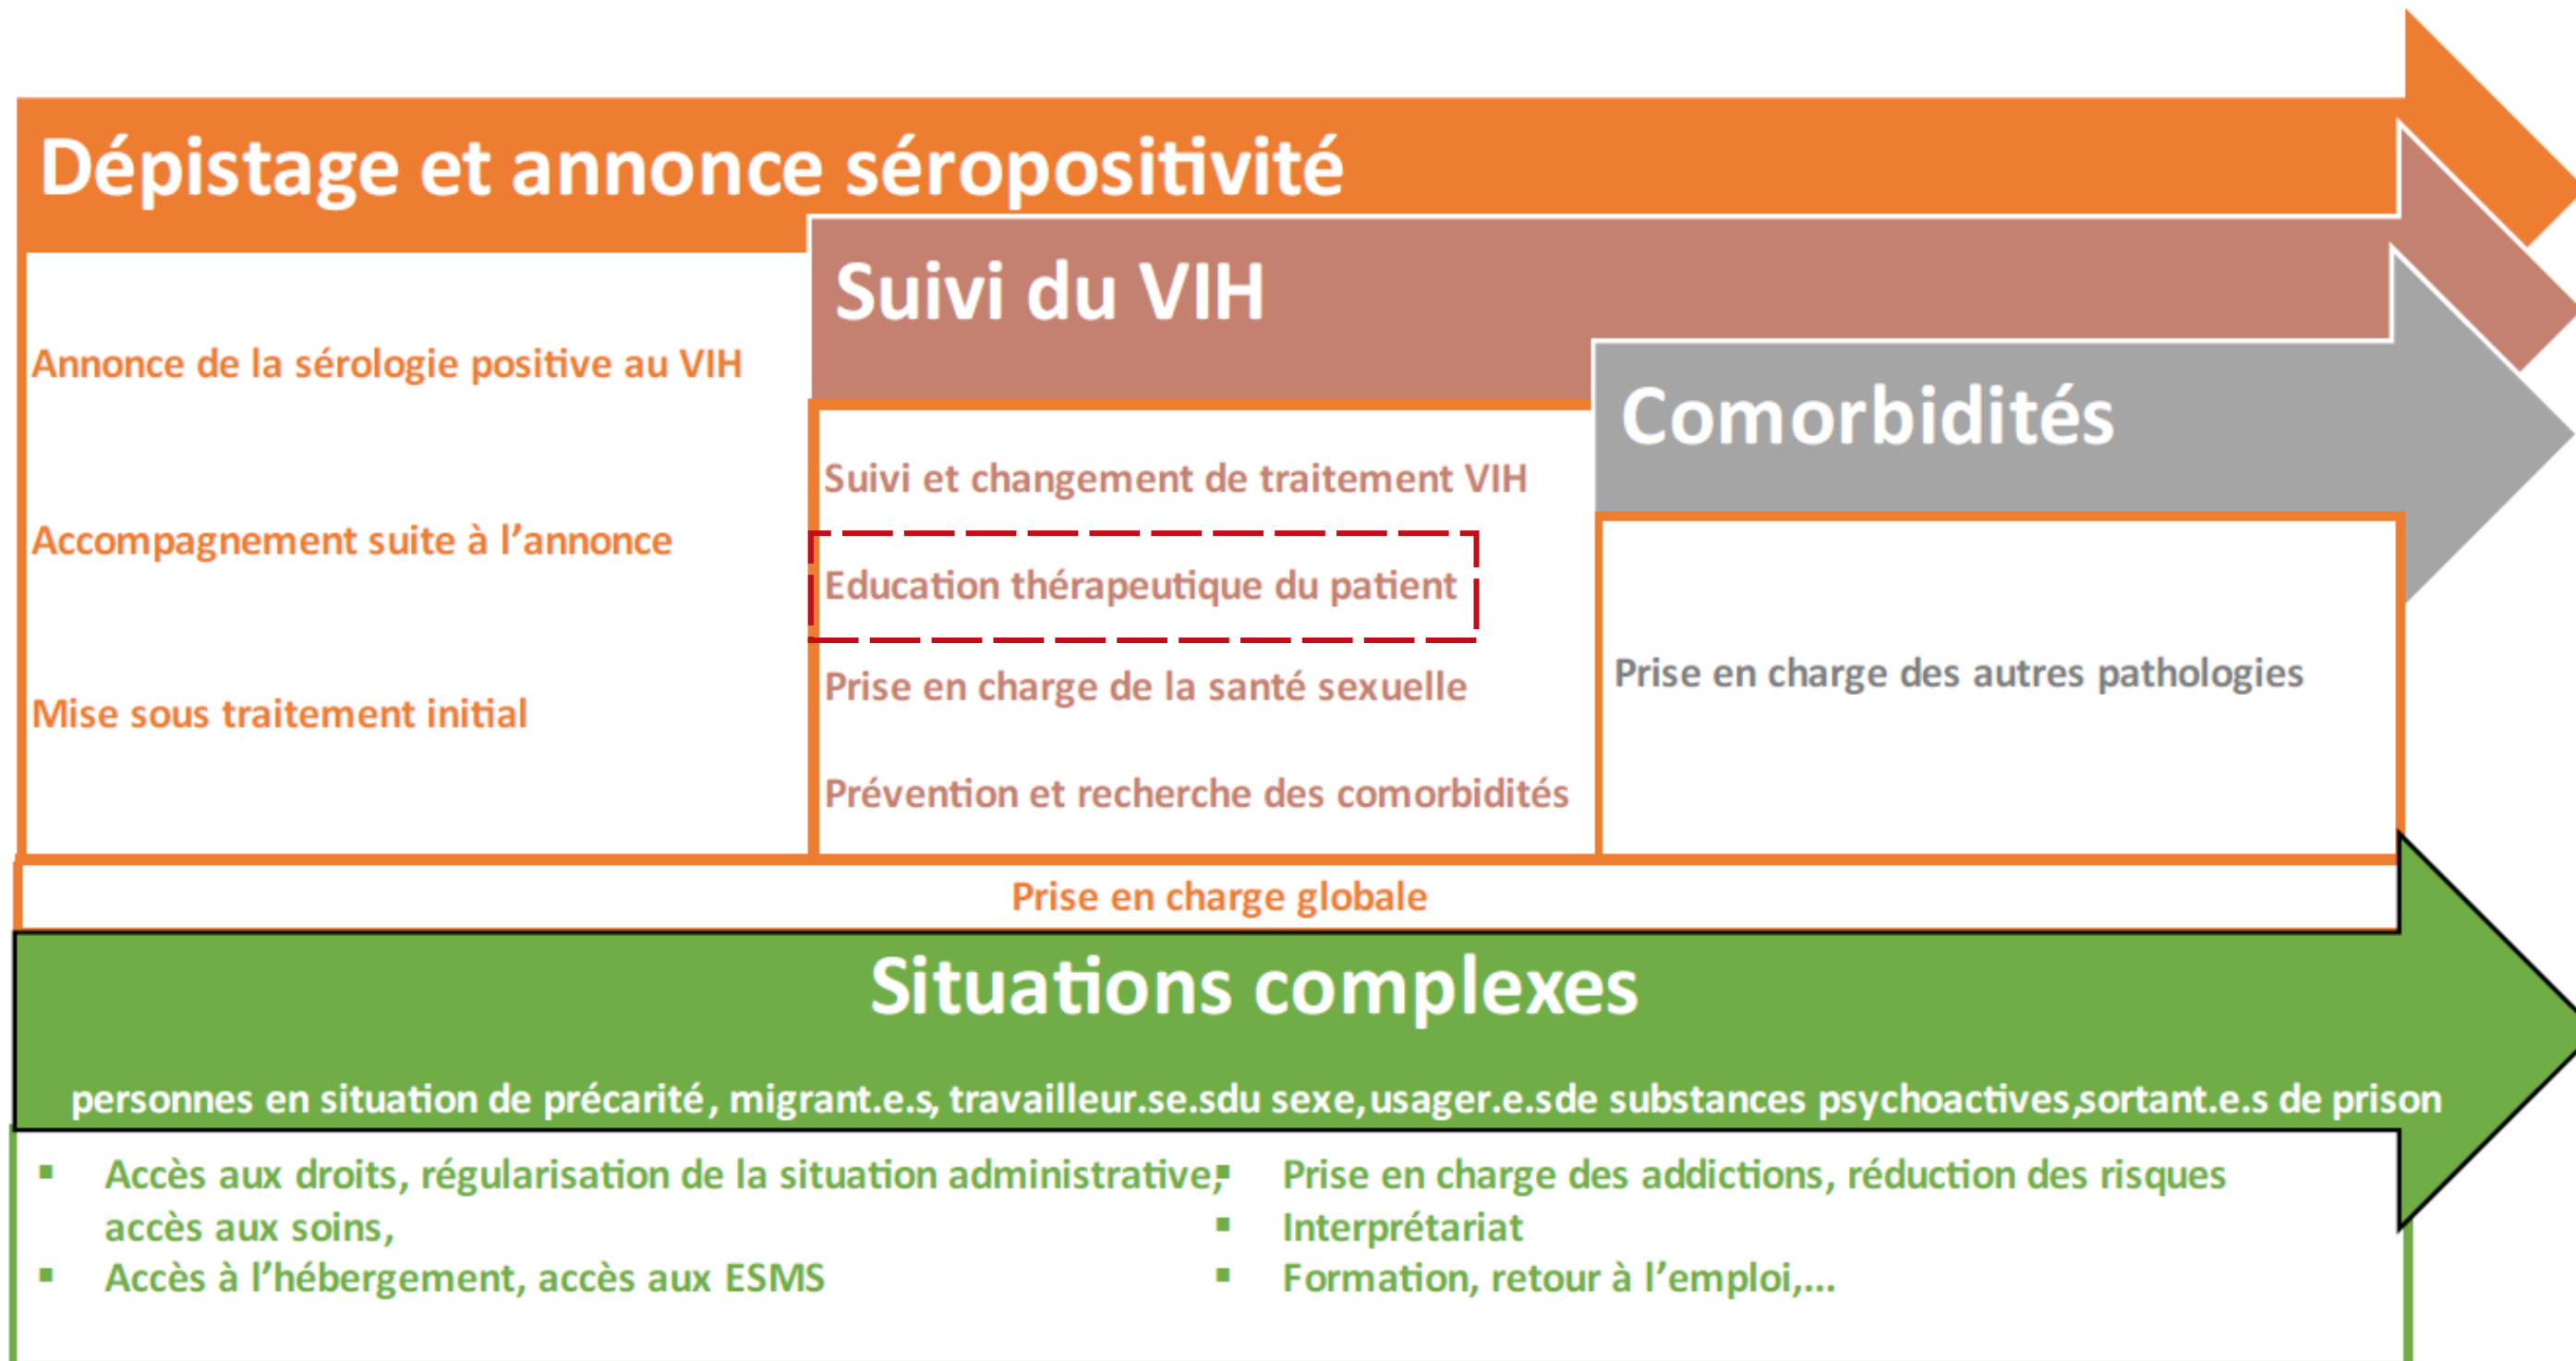 Dépistage et annonce séropositivité
Annonce de la sérologie positive au VIH
Accompagnement suite à l’annonce
Mise sous traitement initial
Suivi du VIH
Suivi et changement de traitement VIH
Education thérapeutique du patient
Prise en charge de la santé sexuelle
Prévention et recherche des comorbidités
Comorbidités
Prise en charge des autres pathologies
Prise en charge globale
Situations complexes
personnes en situation de précarité, migrant.e.s, travailleur.se.sdu sexe,usager.e.sde substances psychoactives,sortant.e.s de prison
▪ Accès aux droits, régularisation de la situation administrative,
accès aux soins,
▪ Accès à l’hébergement, accès aux ESMS
▪ Prise en charge des addictions, réduction des risques
▪ Interprétariat
▪ Formation, retour à l’emploi,...